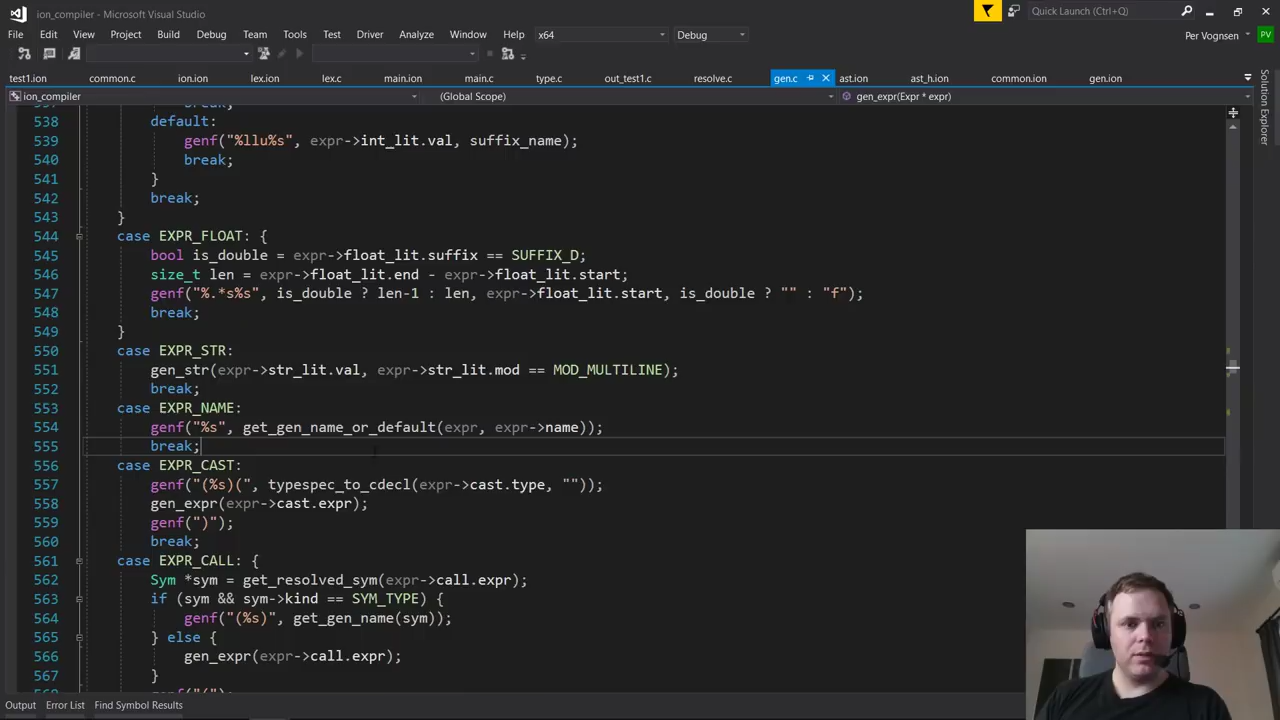 ion_compiler - Microsoft Visual Studio
Quick Launch (Ctrl+Q)
File Edit View Project Build Debug Team Tools Test Driver Analyze Window Help x64 Debug Per Vognsen PV
test1.ion common.c ion.ion lex.ion lex.c main.ion main.c type.c out_test1.c resolve.c gen.c ast.ion ast_h.ion common.ion gen.ion
Solution Explorer
ion_compiler (Global Scope) gen_expr(Expr * expr)
538 default:
539 genf("%llu%s", expr->int_lit.val, suffix_name);
540 break;
541 }
542 break;
543 }
544 case EXPR_FLOAT: {
545 bool is_double = expr->float_lit.suffix == SUFFIX_D;
546 size_t len = expr->float_lit.end - expr->float_lit.start;
547 genf("%.*s%s", is_double ? len-1 : len, expr->float_lit.start, is_double ? "" : "f");
548 break;
549 }
550 case EXPR_STR:
551 gen_str(expr->str_lit.val, expr->str_lit.mod == MOD_MULTILINE);
552 break;
553 case EXPR_NAME:
554 genf("%s", get_gen_name_or_default(expr, expr->name));
555 break;
556 case EXPR_CAST:
557 genf("(%s)(", typespec_to_cdecl(expr->cast.type, ""));
558 gen_expr(expr->cast.expr);
559 genf(")");
560 break;
561 case EXPR_CALL: {
562 Sym *sym = get_resolved_sym(expr->call.expr);
563 if (sym && sym->kind == SYM_TYPE) {
564 genf("(%s)", get_gen_name(sym));
565 } else {
566 gen_expr(expr->call.expr);
567 }
Output Error List Find Symbol Results